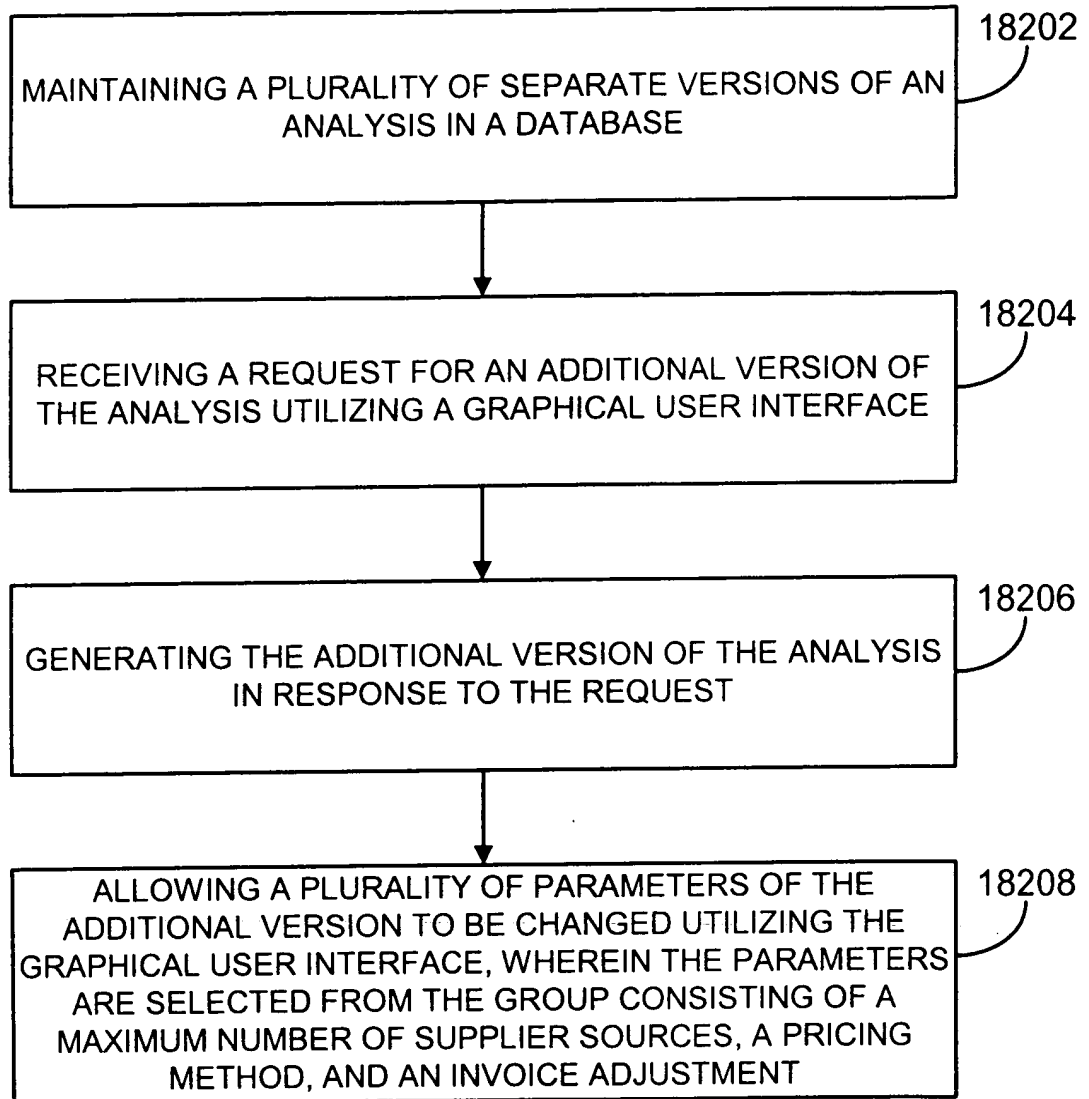 18202
MAINTAINING A PLURALITY OF SEPARATE VERSIONS OF AN
ANALYSIS IN A DATABASE
18204
RECEIVING A REQUEST FOR AN ADDITIONAL VERSION OF
THE ANALYSIS UTILIZING A GRAPHICAL USER INTERFACE
18206
GENERATING THE ADDITIONAL VERSION OF THE ANALYSIS
IN RESPONSE TO THE REQUEST
18208
ALLOWING A PLURALITY OF PARAMETERS OF THE
ADDITIONAL VERSION TO BE CHANGED UTILIZING THE
GRAPHICAL USER INTERFACE, WHEREIN THE PARAMETERS
ARE SELECTED FROM THE GROUP CONSISTING OF A
MAXIMUM NUMBER OF SUPPLIER SOURCES, A PRICING
METHOD, AND AN INVOICE ADJUSTMENT